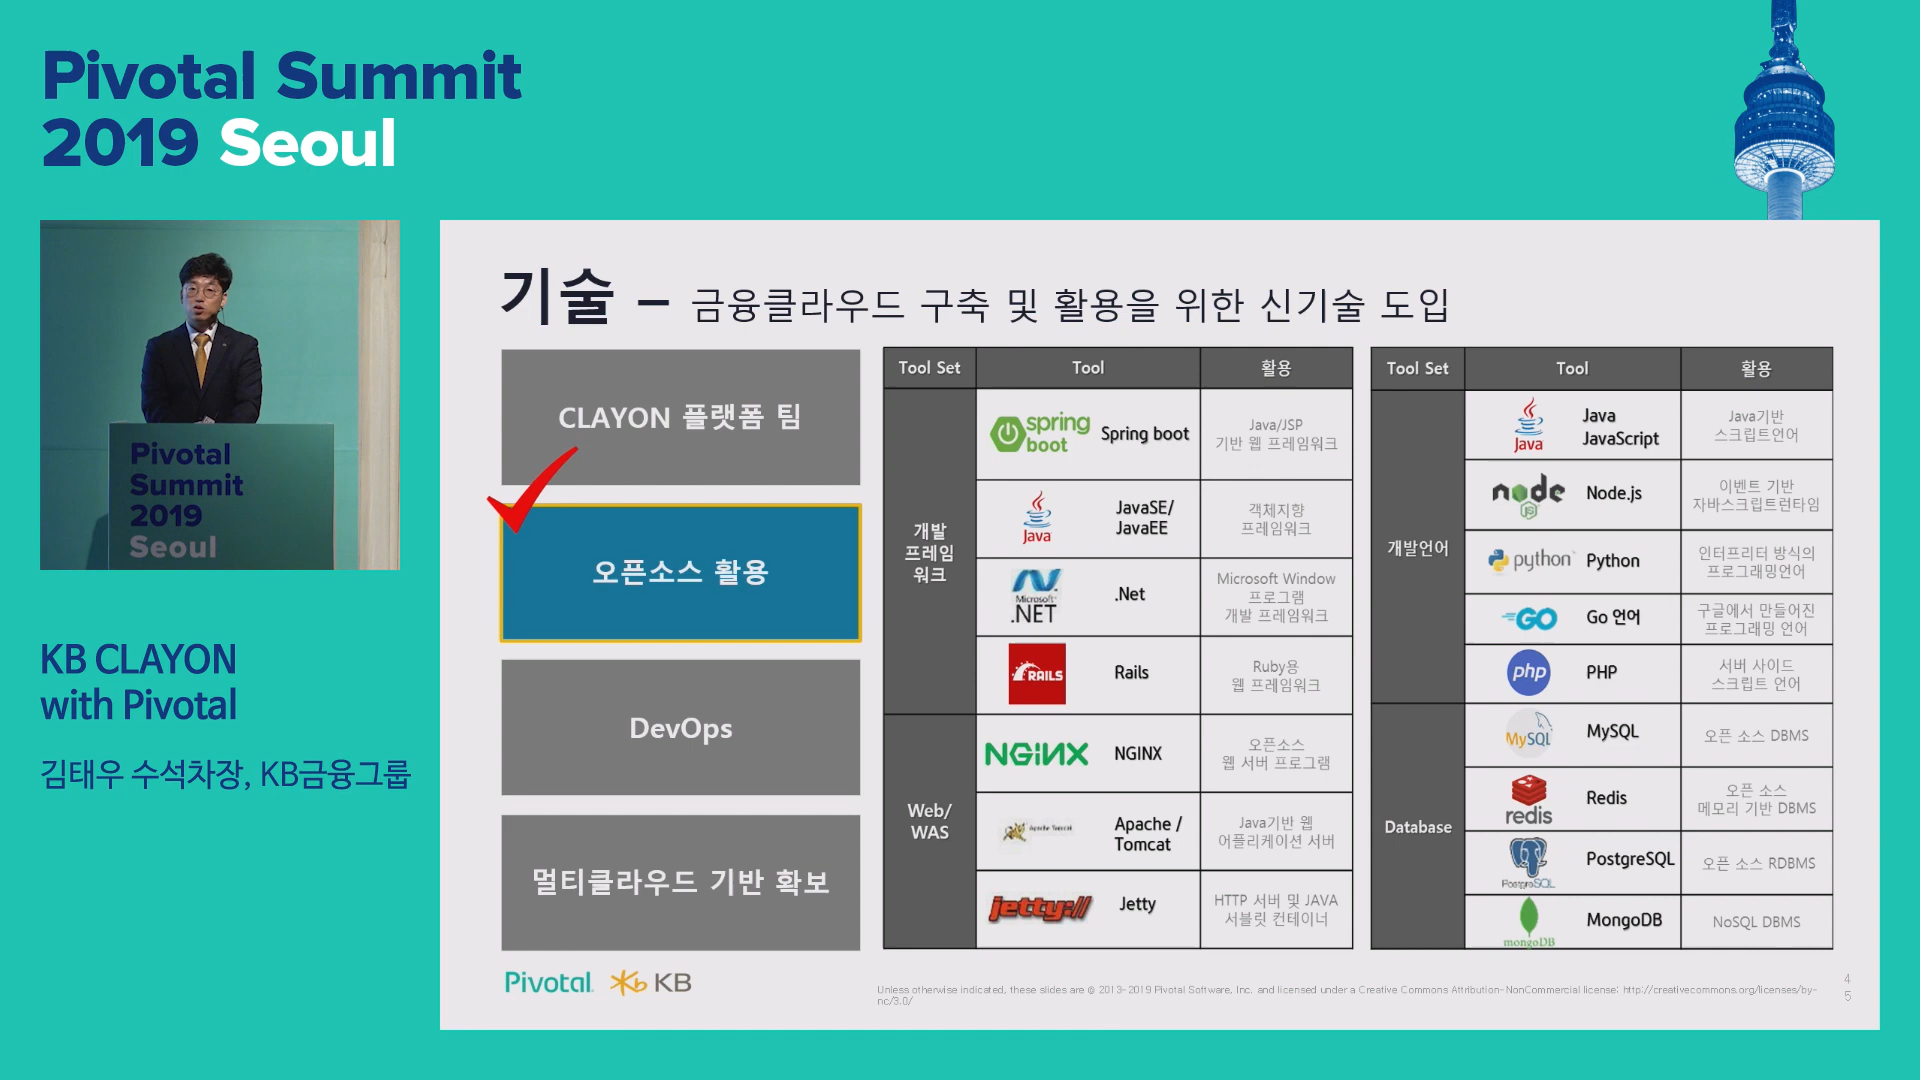 Pivotal Summit
2019 Seoul
Pivotal
Summit
2019
Seoul
KB CLAYON
with Pivotal
김태우 수석차장, KB금융그룹
기술 – 금융클라우드 구축 및 활용을 위한 신기술 도입
CLAYON 플랫폼 팀
오픈소스 활용
DevOps
멀티클라우드 기반 확보
Tool Set Tool 활용
개발
프레임
워크
spring
boot
Spring boot
Java/JSP
기반 웹 프레임워크
Java
JavaSE/
JavaEE
객체지향
프레임워크
Microsoft
.NET
.Net
Microsoft Window
프로그램
개발 프레임워크
RAILS
Rails
Ruby용
웹 프레임워크
Web/
WAS
NGINX
NGINX
오픈소스
웹 서버 프로그램
Apache Tomcat
Apache /
Tomcat
Java기반 웹
어플리케이션 서버
jetty://
Jetty
HTTP 서버 및 JAVA
서블릿 컨테이너
Tool Set Tool 활용
개발언어
Java
Java
JavaScript
Java기반
스크립트언어
node
JS
Node.js
이벤트 기반
자바스크립트런타임
python
Python
인터프리터 방식의
프로그래밍언어
GO
Go 언어
구글에서 만들어진
프로그래밍 언어
php
PHP
서버 사이드
스크립트 언어
Database
MySQL
MySQL
오픈 소스 DBMS
redis
Redis
오픈 소스
메모리 기반 DBMS
PostgreSQL
PostgreSQL
오픈 소스 RDBMS
mongoDB
MongoDB
NoSQL DBMS
Pivotal KB
Unless otherwise indicated, these slides are © 2013-2019 Pivotal Software, Inc. and licensed under a Creative Commons Attribution-NonCommercial license: http://creativecommons.org/licenses/by-
nc/3.0/
4
5